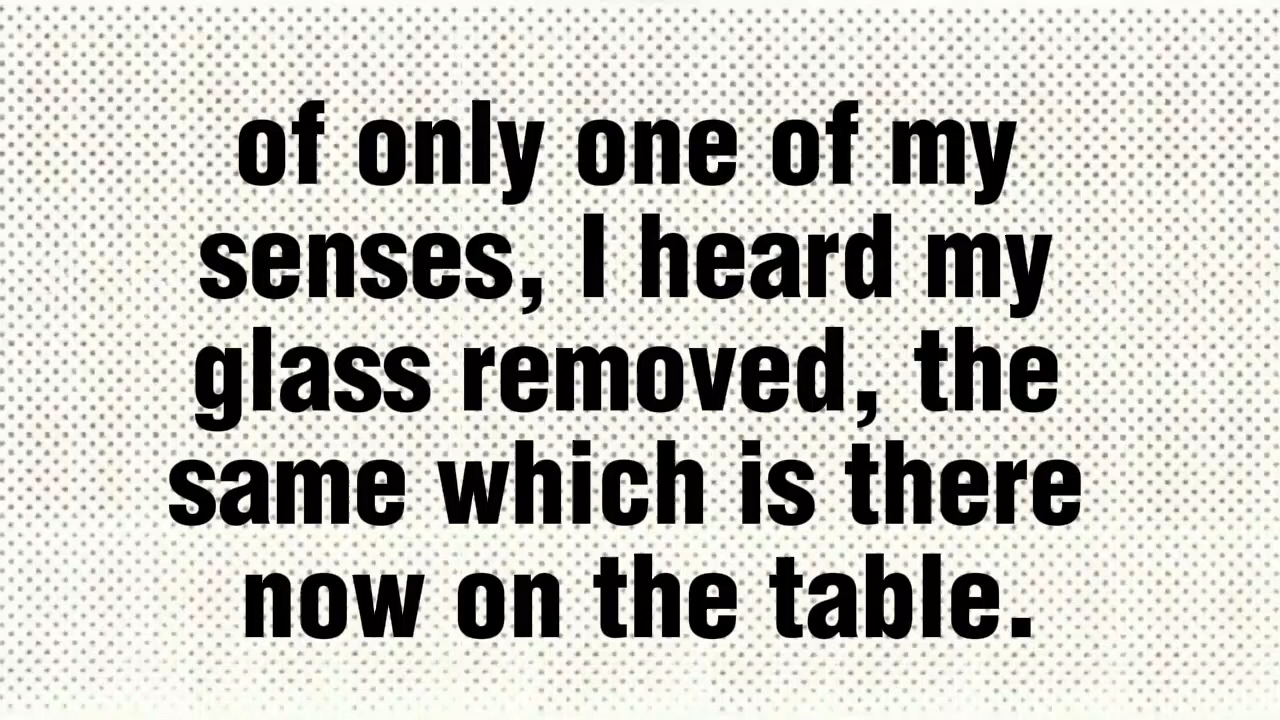 of only one of my
senses, I heard my
glass removed, the
same which is there
now on the table.